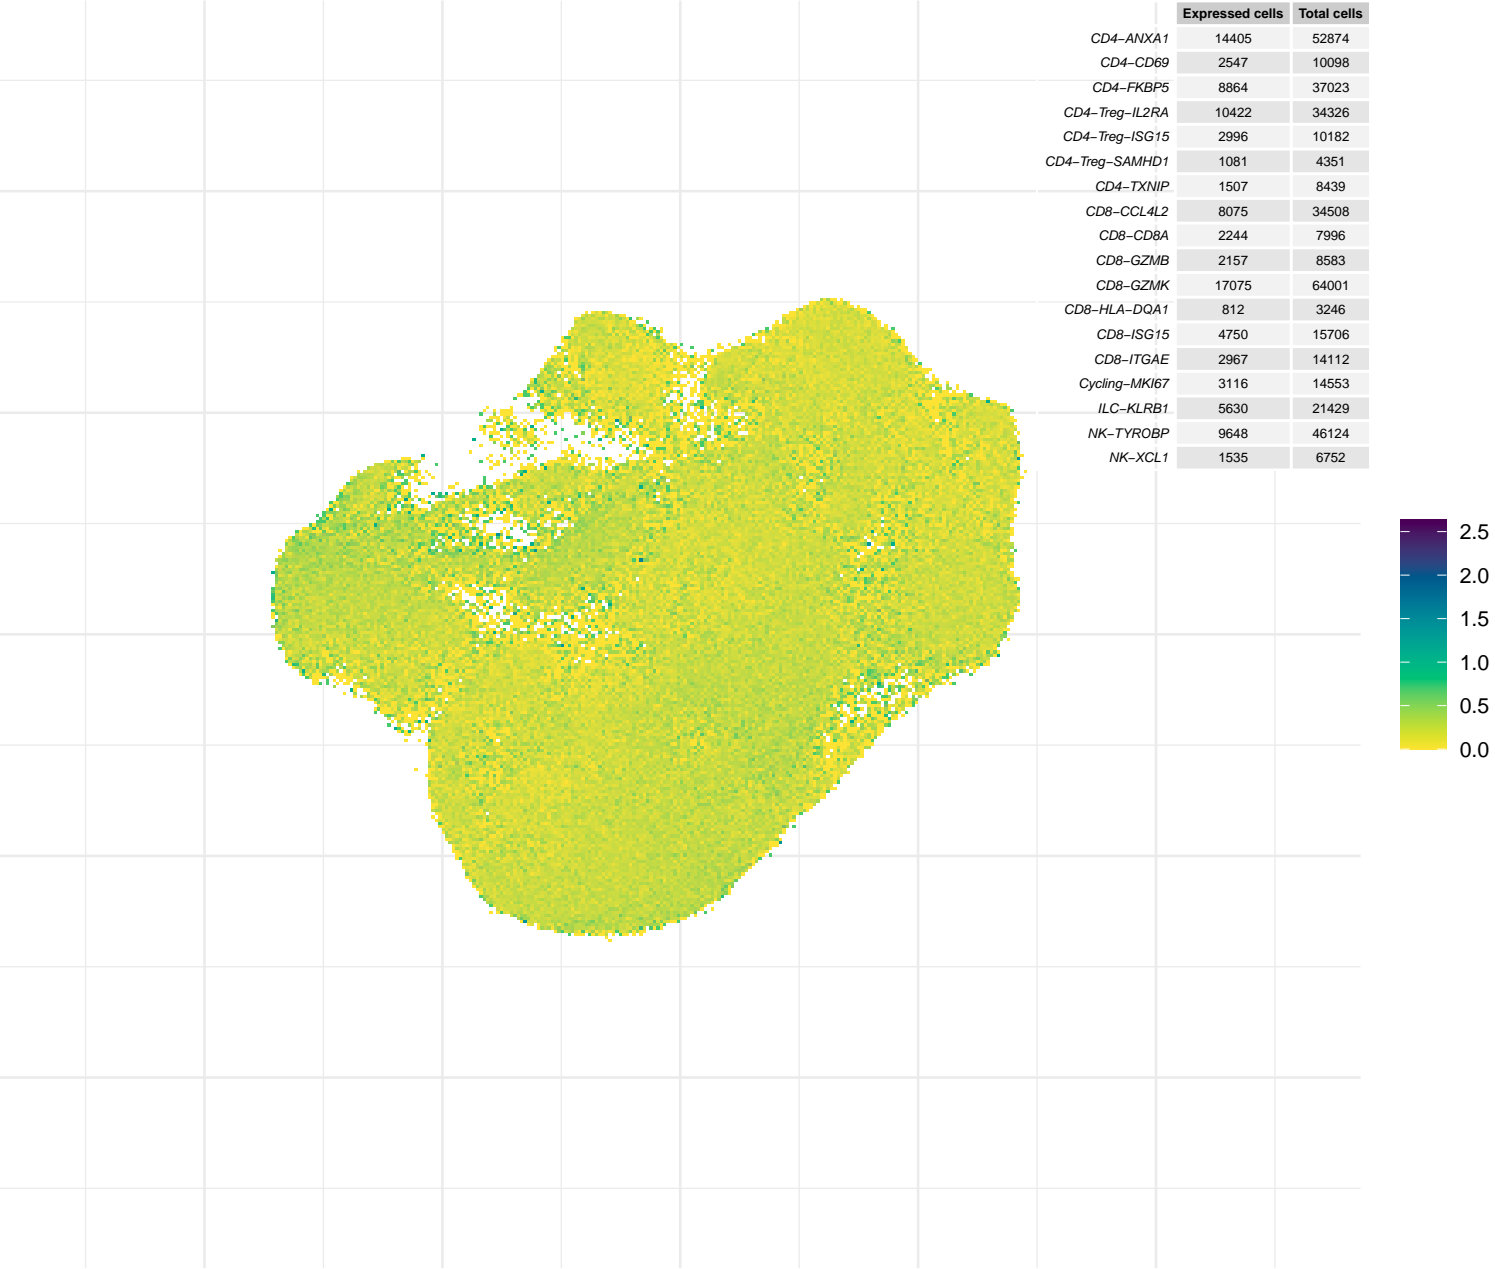 Expressed cells Total cells
CD4−ANXA1 14405 52874
CD4−CD69 2547 10098
CD4−FKBP5 8864 37023
CD4−Treg−IL2RA 10422 34326
CD4−Treg−ISG15 2996 10182
CD4−Treg−SAMHD1 1081 4351
CD4−TXNIP 1507 8439
CD8−CCL4L2 8075 34508
CD8−CD8A 2244 7996
CD8−GZMB 2157 8583
CD8−GZMK 17075 64001
CD8−HLA−DQA1 812 3246
CD8−ISG15 4750 15706
CD8−ITGAE 2967 14112
Cycling−MKI67 3116 14553
ILC−KLRB1 5630 21429
NK−TYROBP 9648 46124
NK−XCL1 1535 6752
2.5
2.0
1.5
1.0
0.5
0.0